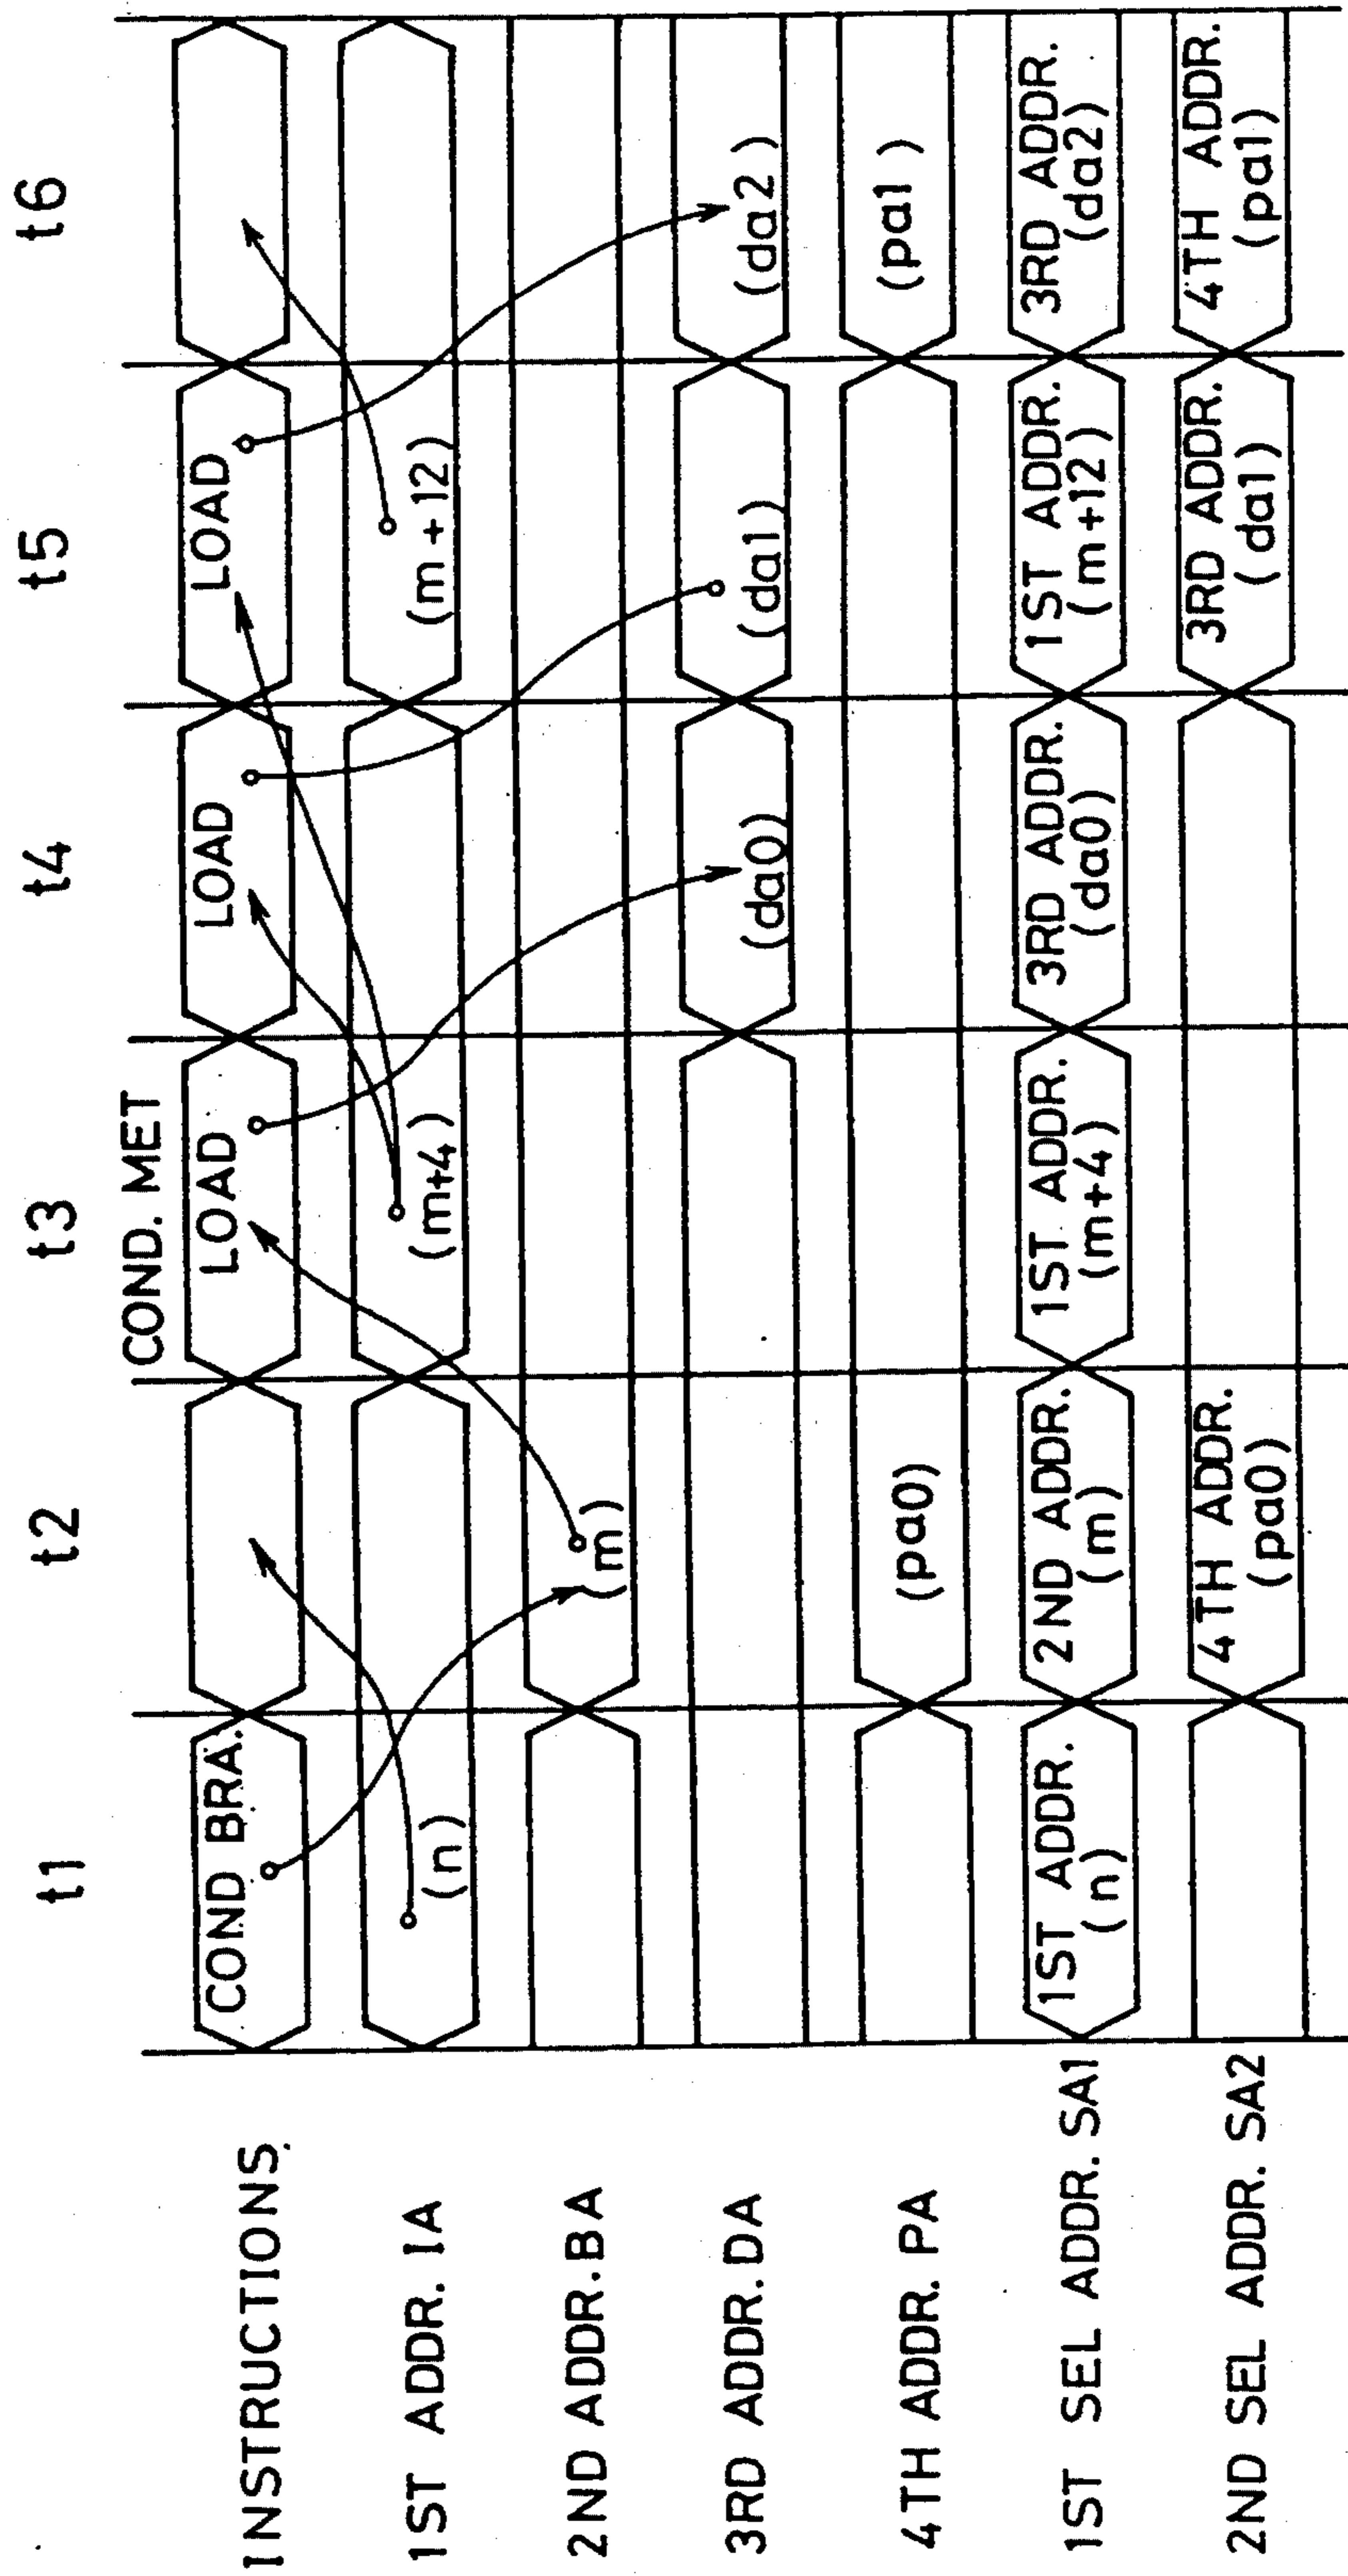 t1 t2 t3 t4 t5 t6
COND. MET
INSTRUCTIONS COND BRA. LOAD LOAD LOAD
1ST ADDR. IA (n) (m+4) (m+12)
2ND ADDR. BA (m)
3RD ADDR. DA (da0) (da1) (da2)
4TH ADDR. PA (pa0) (pa1)
1ST SEL ADDR. SA1 1ST ADDR. 2ND ADDR. 1ST ADDR. 3RD ADDR. 1ST ADDR. 3RD ADDR.
(n) (m) (m+4) (da0) (m+12) (da2)
2ND SEL ADDR. SA2 4TH ADDR. 3RD ADDR. 4TH ADDR.
(pa0) (da1) (pa1)